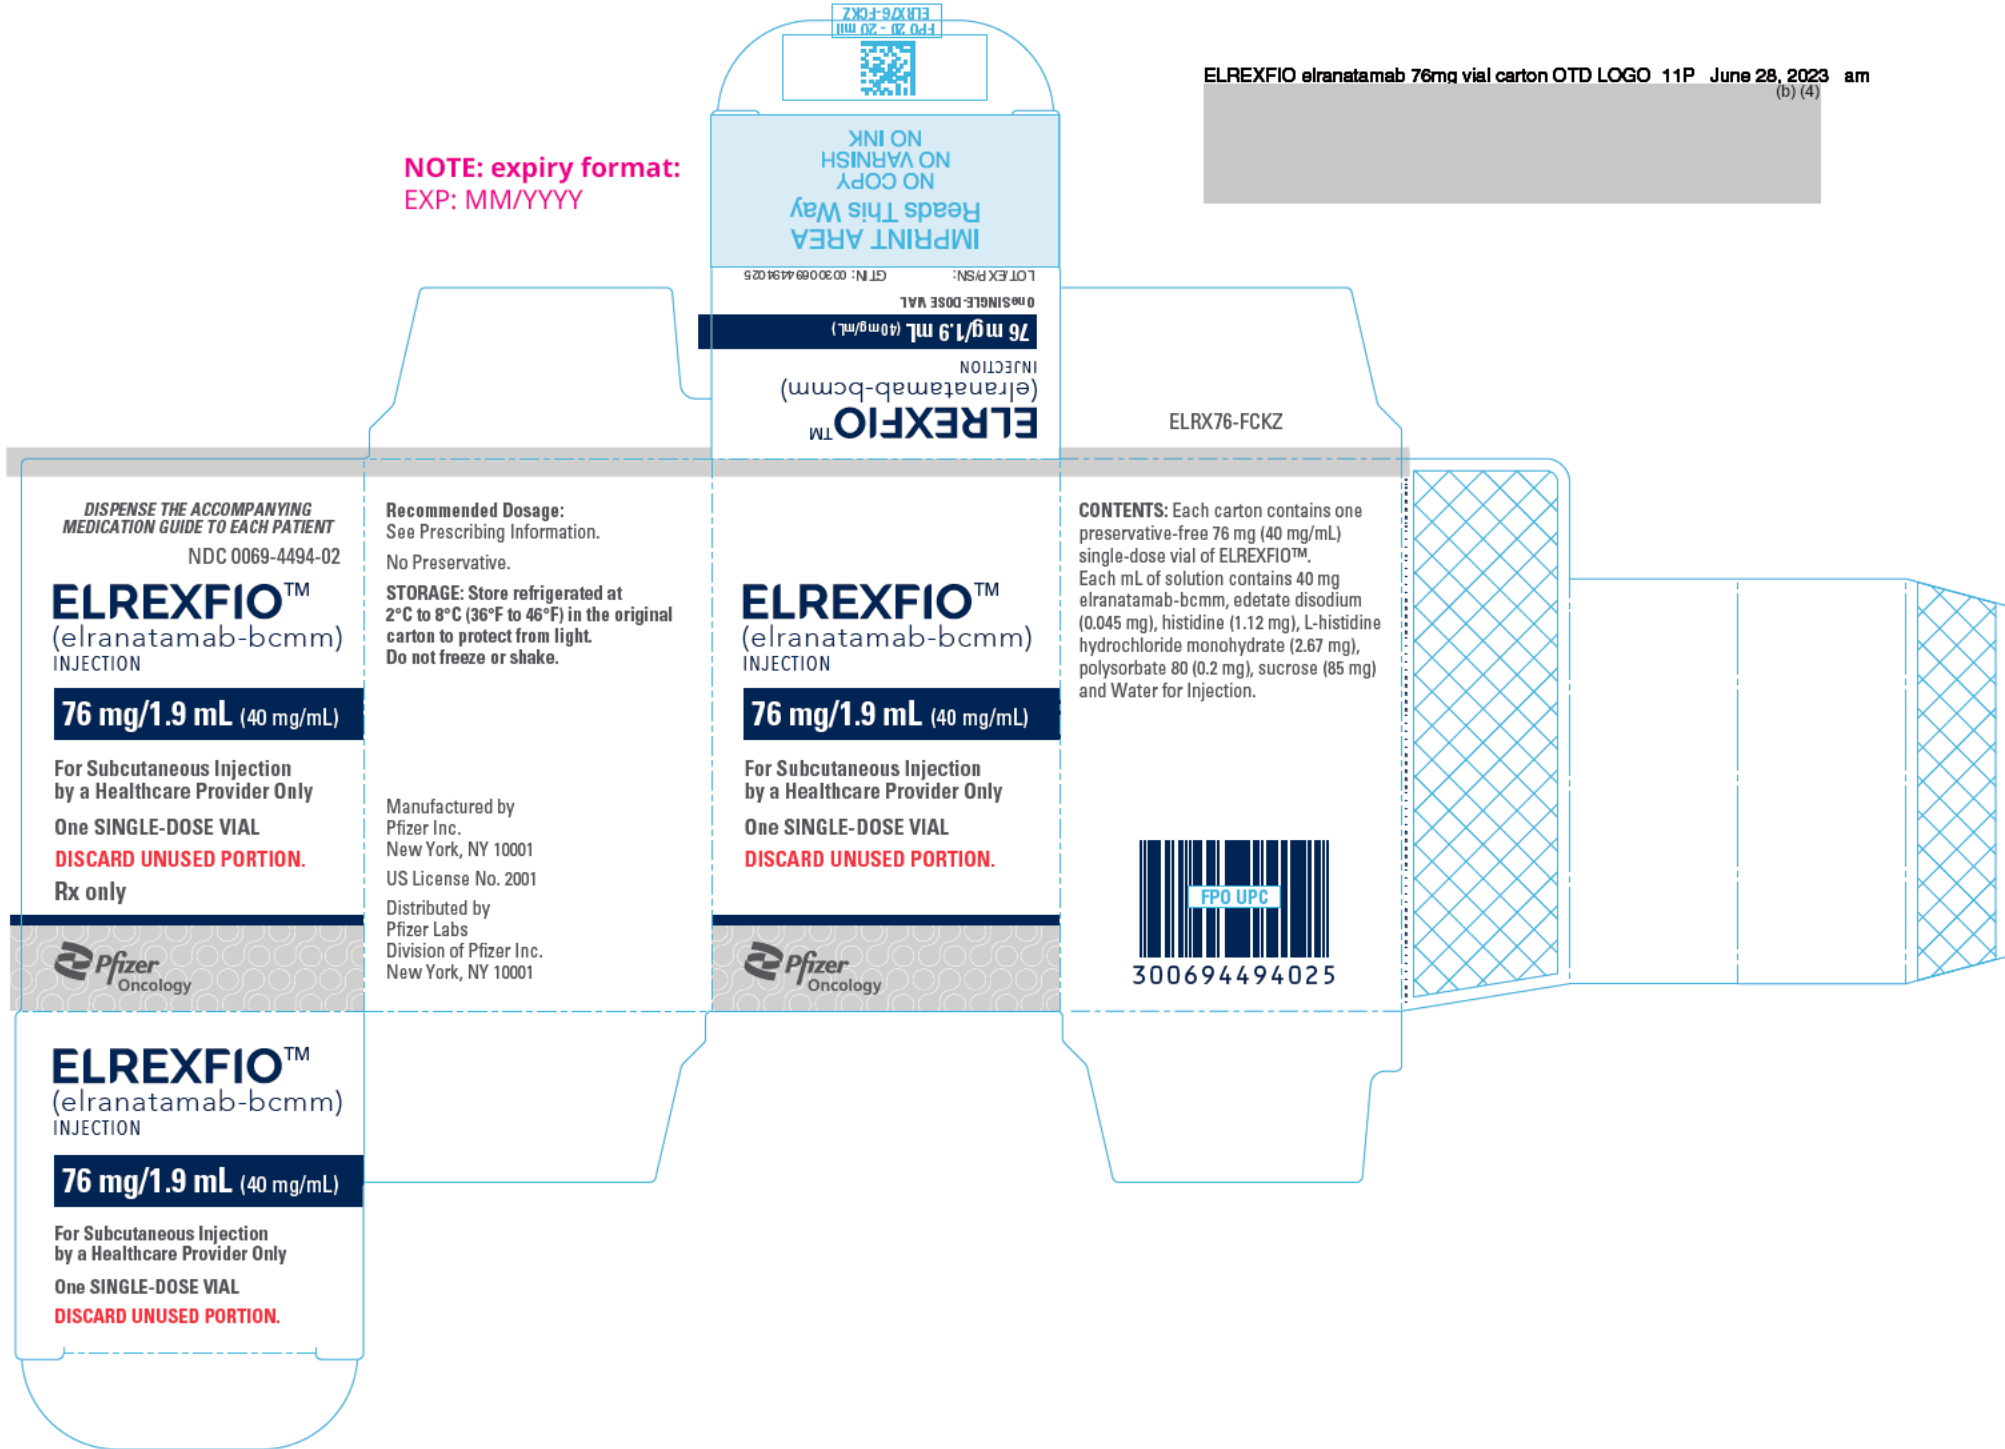 ELREXFIO elranatamab 76mg vial carton OTD LOGO 11P June 28, 2023 am
(b) (4)
NOTE: expiry format:
EXP: MM/YYYY
ELRX76-FCKZ
FPO 2D - 20 mil
IMPRINT AREA
Reads This Way
NO COPY
NO VARNISH
NO INK
LOT/EXP/SN: GTIN: 00300694494025
One SINGLE-DOSE VIAL
76 mg/1.9 mL (40 mg/mL)
INJECTION
(elranatamab-bcmm)
ELREXFIO™
ELRX76-FCKZ
DISPENSE THE ACCOMPANYING
MEDICATION GUIDE TO EACH PATIENT
NDC 0069-4494-02
ELREXFIO™
(elranatamab-bcmm)
INJECTION
76 mg/1.9 mL (40 mg/mL)
For Subcutaneous Injection
by a Healthcare Provider Only
One SINGLE-DOSE VIAL
DISCARD UNUSED PORTION.
Rx only
Pfizer
Oncology
Recommended Dosage:
See Prescribing Information.
No Preservative.
STORAGE: Store refrigerated at
2°C to 8°C (36°F to 46°F) in the original
carton to protect from light.
Do not freeze or shake.
Manufactured by
Pfizer Inc.
New York, NY 10001
US License No. 2001
Distributed by
Pfizer Labs
Division of Pfizer Inc.
New York, NY 10001
ELREXFIO™
(elranatamab-bcmm)
INJECTION
76 mg/1.9 mL (40 mg/mL)
For Subcutaneous Injection
by a Healthcare Provider Only
One SINGLE-DOSE VIAL
DISCARD UNUSED PORTION.
Pfizer
Oncology
CONTENTS: Each carton contains one
preservative-free 76 mg (40 mg/mL)
single-dose vial of ELREXFIO™.
Each mL of solution contains 40 mg
elranatamab-bcmm, edetate disodium
(0.045 mg), histidine (1.12 mg), L-histidine
hydrochloride monohydrate (2.67 mg),
polysorbate 80 (0.2 mg), sucrose (85 mg)
and Water for Injection.
FPO UPC
300694494025
ELREXFIO™
(elranatamab-bcmm)
INJECTION
76 mg/1.9 mL (40 mg/mL)
For Subcutaneous Injection
by a Healthcare Provider Only
One SINGLE-DOSE VIAL
DISCARD UNUSED PORTION.